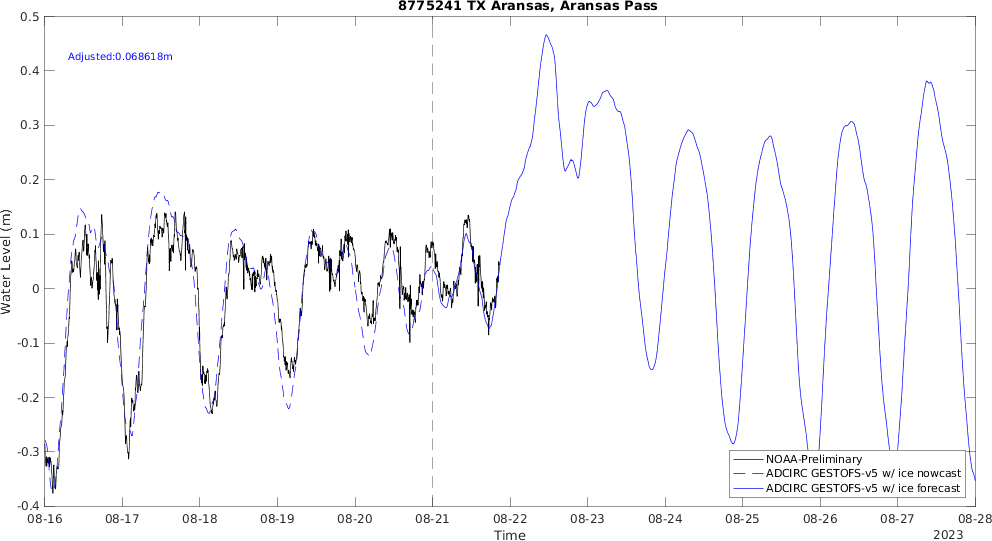 8775241 TX Aransas, Aransas Pass
Adjusted:0.068618m
0.5
0.4
0.3
0.2
0.1
0
-0.1
-0.2
-0.3
-0.4
Water Level (m)
NOAA-Preliminary
ADCIRC GESTOFS-v5 w/ ice nowcast
ADCIRC GESTOFS-v5 w/ ice forecast
08-16 08-17 08-18 08-19 08-20 08-21 08-22 08-23 08-24 08-25 08-26 08-27 08-28
Time
2023